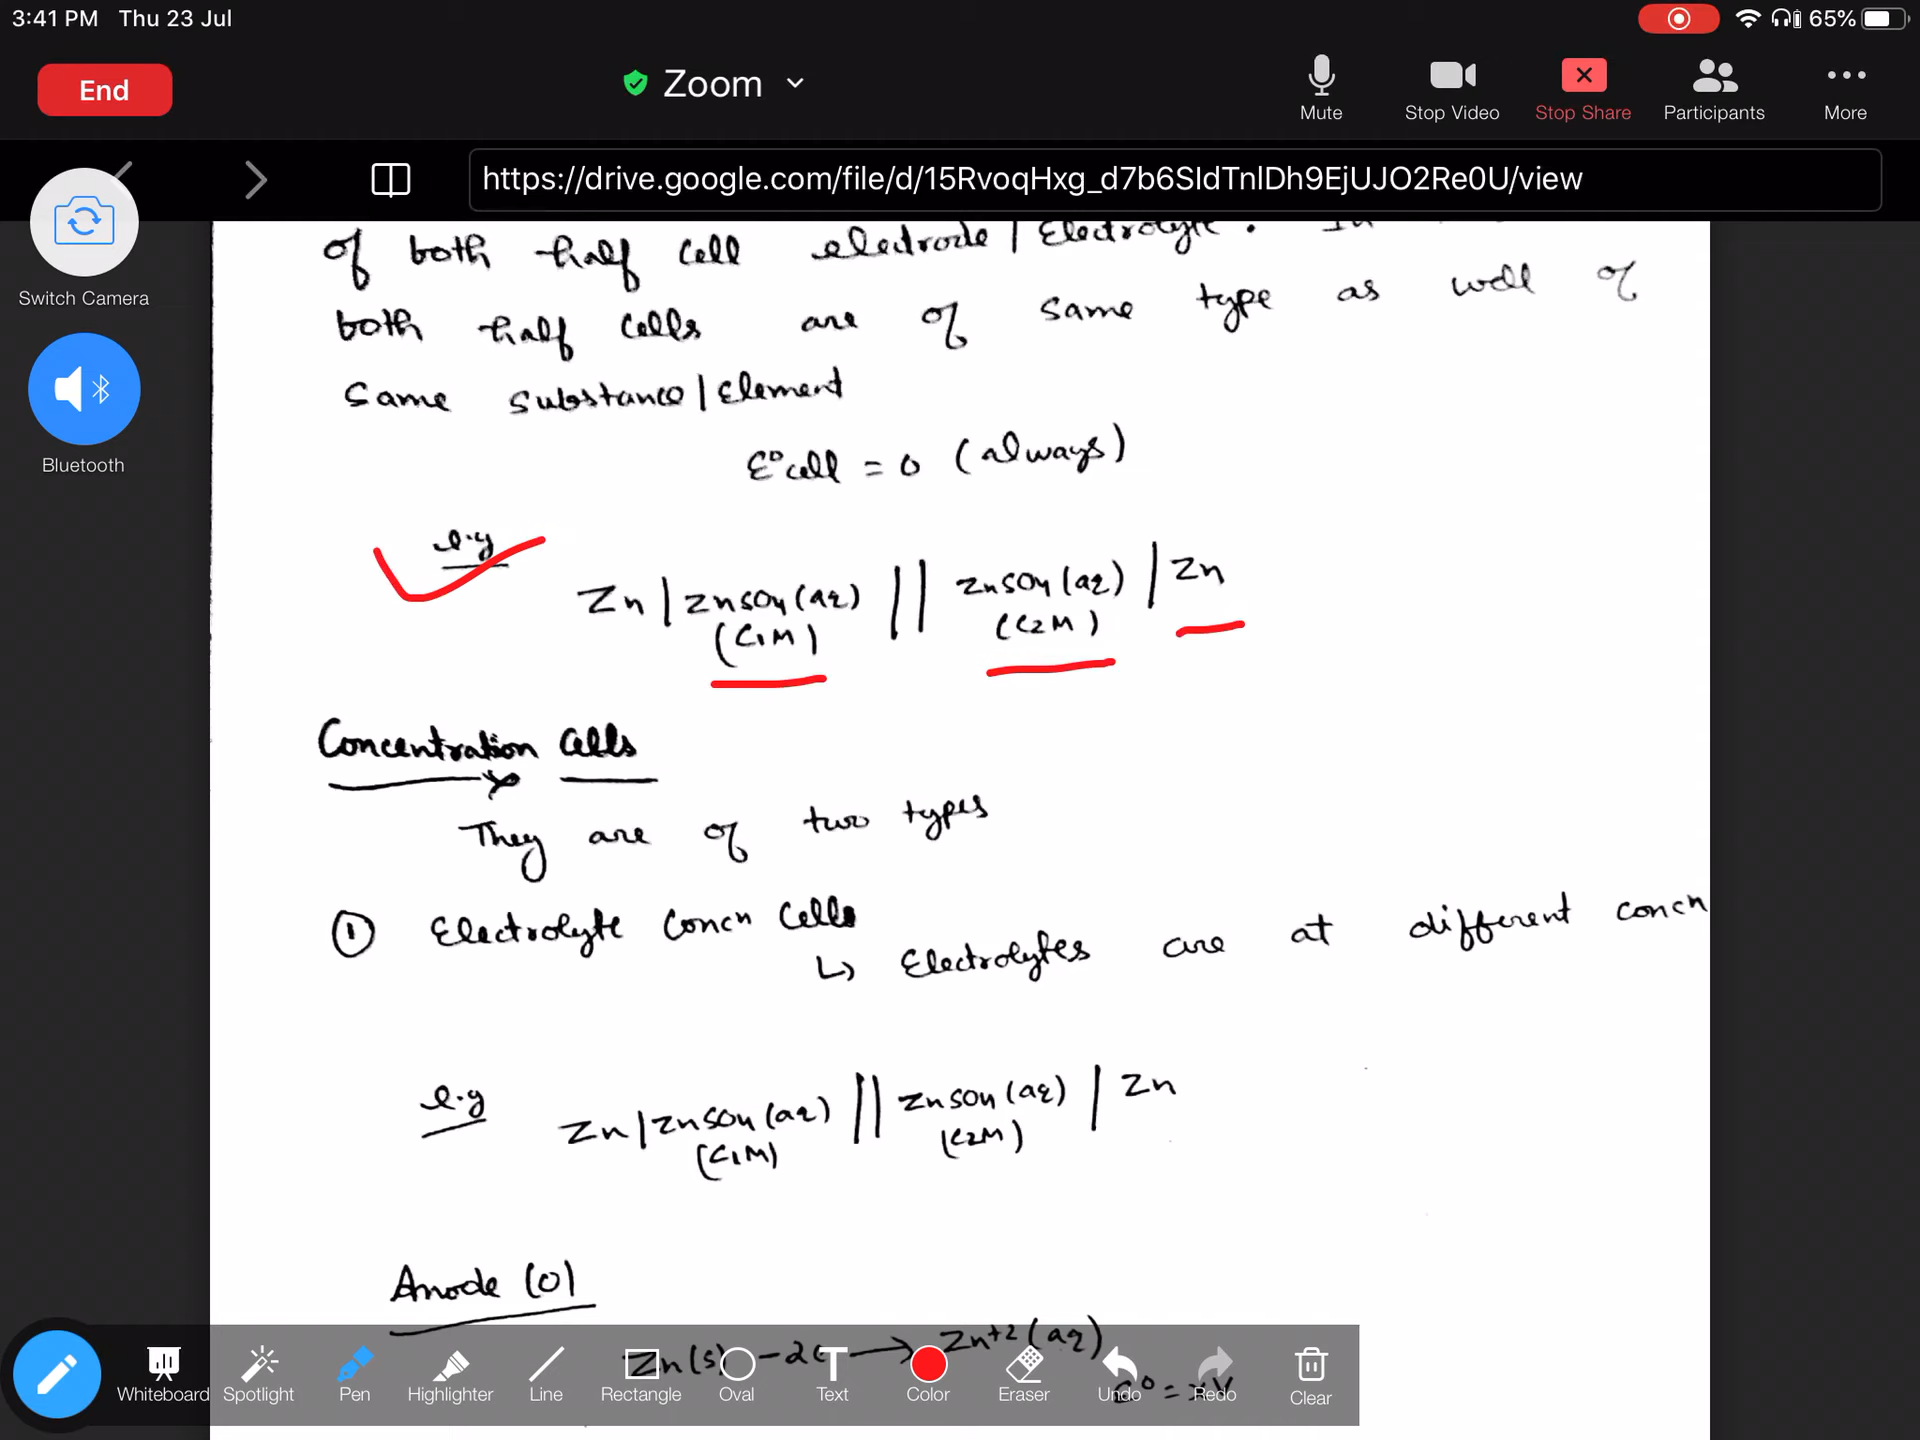 3:41 PM Thu 23 Jul
65%
End
Zoom
Mute
Stop Video
Stop Share
Participants
More
https://drive.google.com/file/d/15RvoqHxg_d7b6SIdTnlDh9EjUJO2Re0U/view
Switch Camera
Bluetooth
of both half cell electrode / Electrolyte. In
both half cells are of same type as well of
Same substance / Element
E°cell = 0 (always)
e.g
Zn | ZnSO4 (aq) || ZnSO4 (aq) | Zn
(C1M) (C2M)
Concentration Cells
They are of two types
① Electrolyte Concn Cells
↳ Electrolytes are at different concn
e.g
Zn | ZnSO4 (aq) || ZnSO4 (aq) | Zn
(C1M) (C2M)
Anode (O)
Zn(s) -2e → Zn+2 (aq)
E° = xV
Whiteboard
Spotlight
Pen
Highlighter
Line
Rectangle
Oval
Text
Color
Eraser
Undo
Redo
Clear